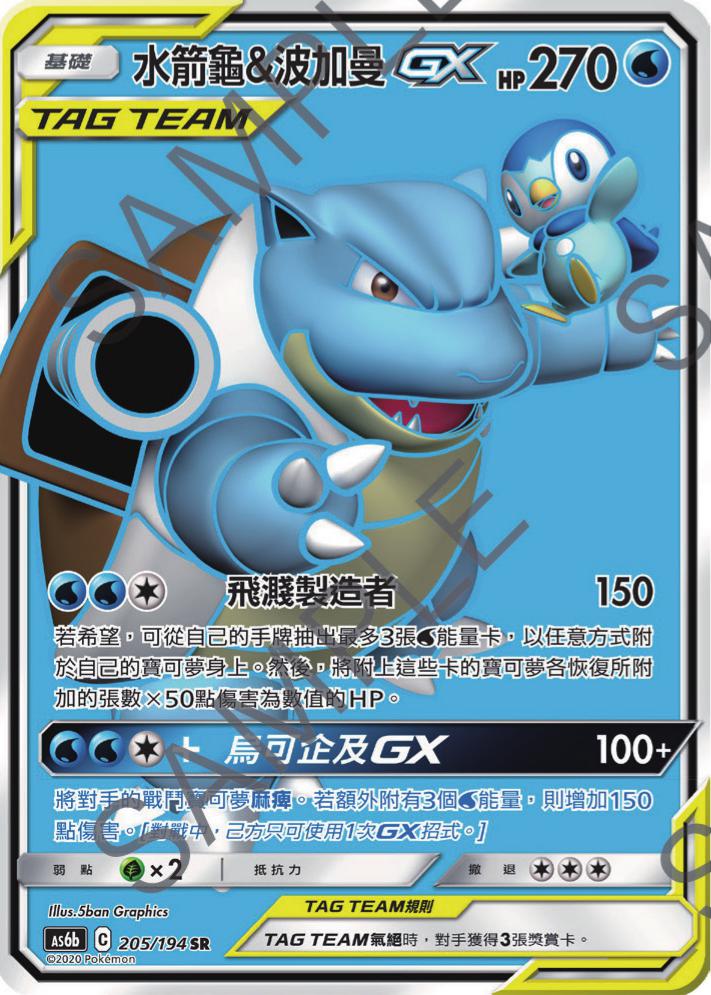 基礎 水箭龜&波加曼GX HP270
TAG TEAM
飛濺製造者 150
若希望，可從自己的手牌抽出最多3張能量卡，以任意方式附
於自己的寶可夢身上。然後，將附上這些卡的寶可夢各恢復所附
加的張數×50點傷害為數值的HP。
+ 焉可企及GX 100+
將對手的戰鬥寶可夢麻痺。若額外附有3個能量，則增加150
點傷害。[對戰中，己方只可使用1次GX招式。]
弱點 ×2 抵抗力 撤退
Illus.5ban Graphics
TAG TEAM規則
AS6b C 205/194 SR
TAG TEAM氣絕時，對手獲得3張獎賞卡。
©2020 Pokémon
SAMPLE
SAMPLE
SAMPLE